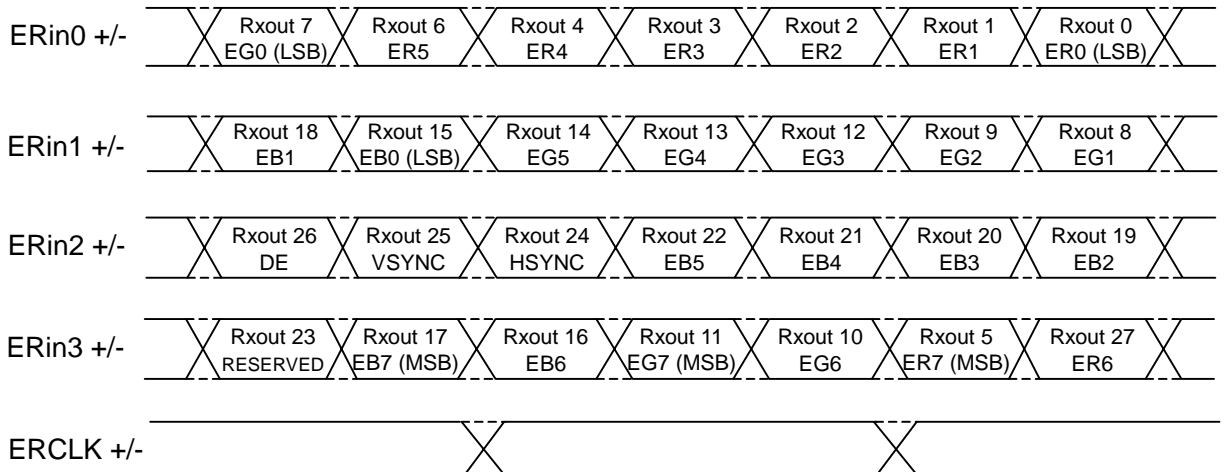 ERin0 +/-
Rxout 7 Rxout 6 Rxout 4 Rxout 3 Rxout 2 Rxout 1 Rxout 0
EG0 (LSB) ER5 ER4 ER3 ER2 ER1 ER0 (LSB)
ERin1 +/-
Rxout 18 Rxout 15 Rxout 14 Rxout 13 Rxout 12 Rxout 9 Rxout 8
EB1 EB0 (LSB) EG5 EG4 EG3 EG2 EG1
ERin2 +/-
Rxout 26 Rxout 25 Rxout 24 Rxout 22 Rxout 21 Rxout 20 Rxout 19
DE VSYNC HSYNC EB5 EB4 EB3 EB2
ERin3 +/-
Rxout 23 Rxout 17 Rxout 16 Rxout 11 Rxout 10 Rxout 5 Rxout 27
RESERVED EB7 (MSB) EB6 EG7 (MSB) EG6 ER7 (MSB) ER6
ERCLK +/-